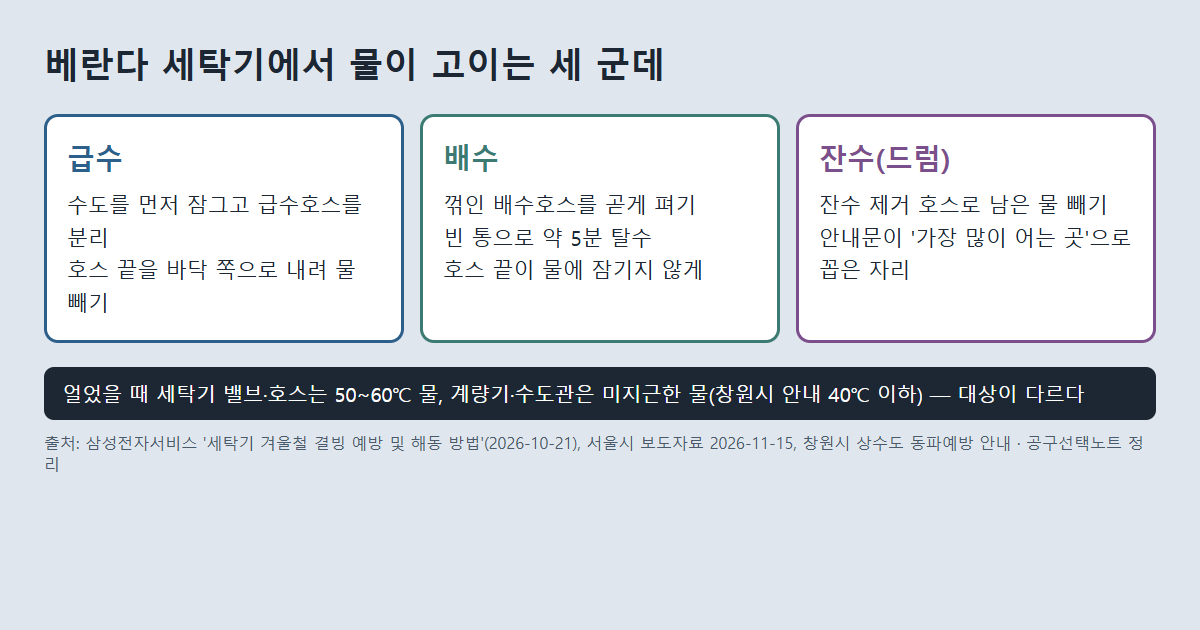 베란다 세탁기에서 물이 고이는 세 군데
급수
수도를 먼저 잠그고 급수호스를
분리
호스 끝을 바닥 쪽으로 내려 물
빼기
배수
꺾인 배수호스를 곧게 펴기
빈 통으로 약 5분 탈수
호스 끝이 물에 잠기지 않게
잔수(드럼)
잔수 제거 호스로 남은 물 빼기
안내문이 '가장 많이 어는 곳'으로
꼽은 자리
얼었을 때 세탁기 밸브·호스는 50~60℃ 물, 계량기·수도관은 미지근한 물(창원시 안내 40℃ 이하) — 대상이 다르다
출처: 삼성전자서비스 '세탁기 겨울철 결빙 예방 및 해동 방법'(2026-10-21), 서울시 보도자료 2026-11-15, 창원시 상수도 동파예방 안내 · 공구선택노트 정
리